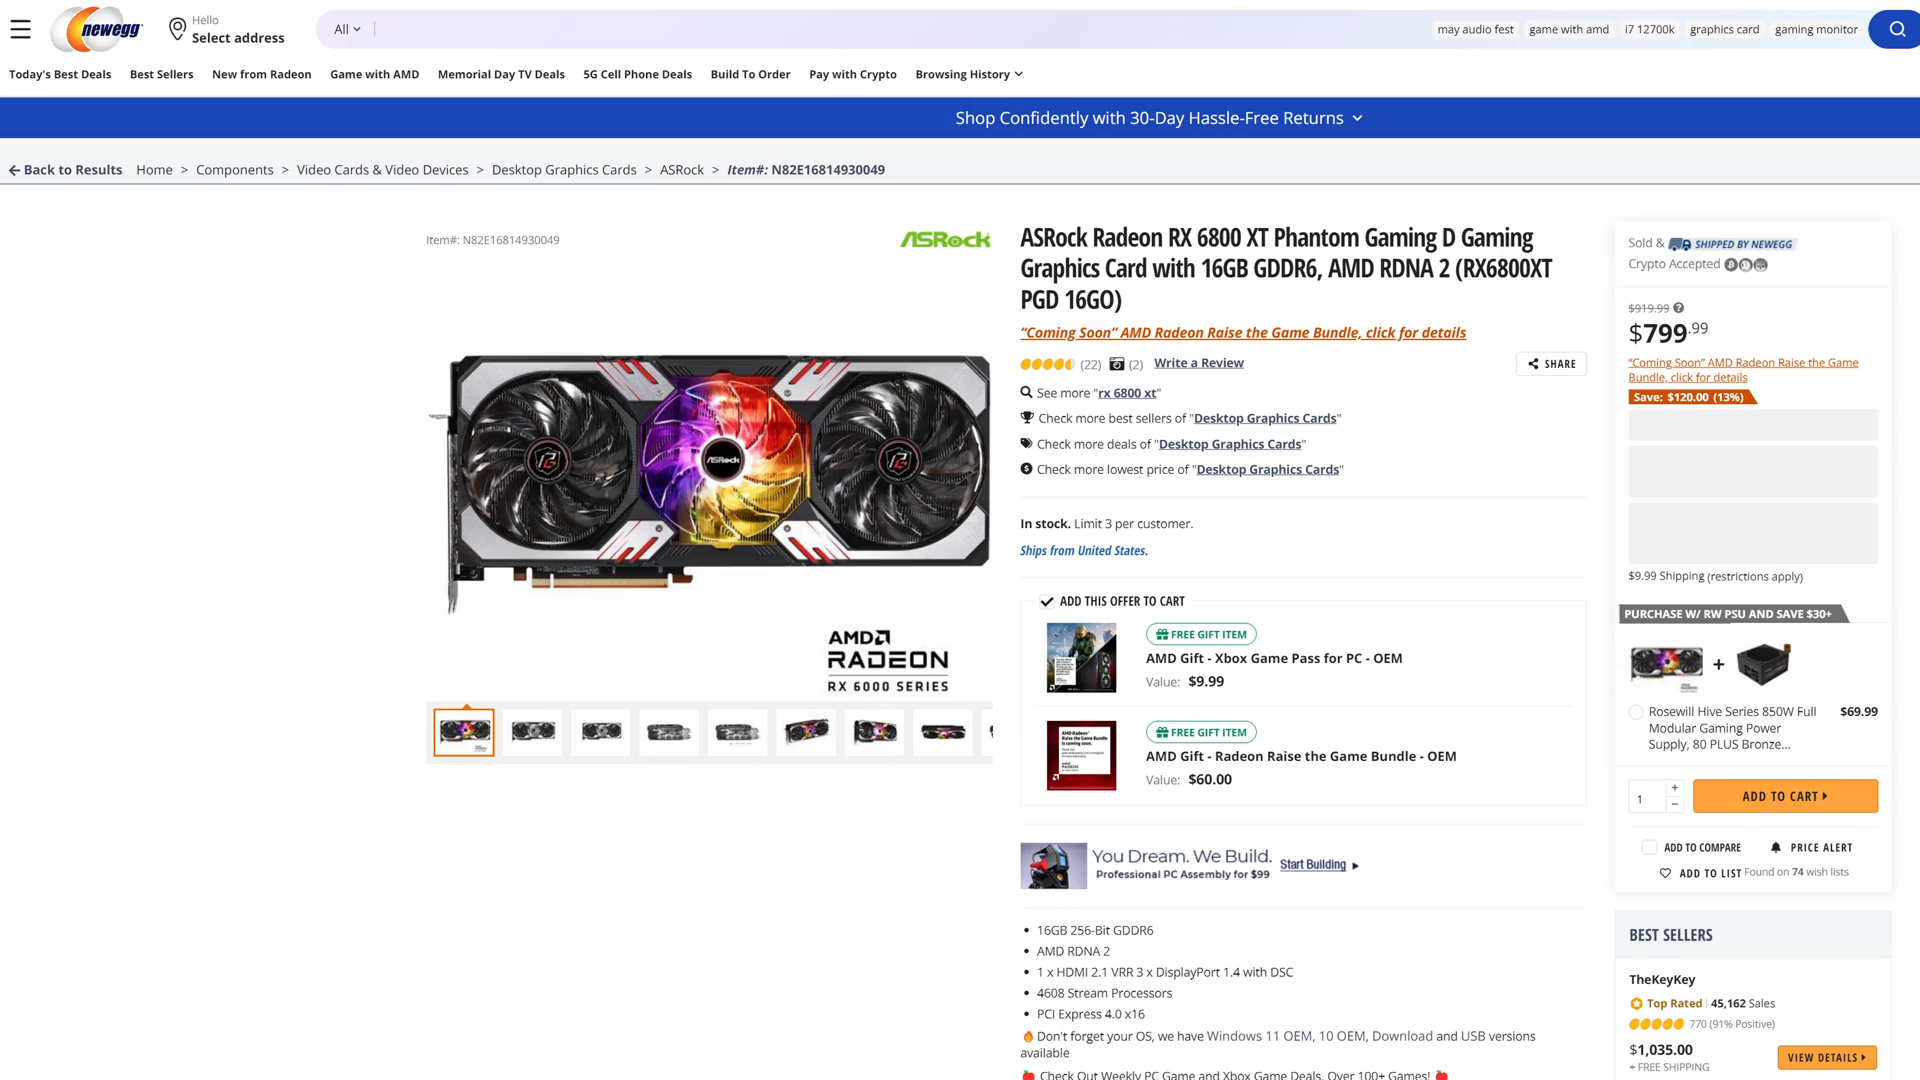 newegg
Hello
Select address
All
may audio fest
game with amd
i7 12700k
graphics card
gaming monitor
Today's Best Deals
Best Sellers
New from Radeon
Game with AMD
Memorial Day TV Deals
5G Cell Phone Deals
Build To Order
Pay with Crypto
Browsing History
Shop Confidently with 30-Day Hassle-Free Returns
Back to Results
Home > Components > Video Cards & Video Devices > Desktop Graphics Cards > ASRock > Item#: N82E16814930049
Item#: N82E16814930049
ASRock
ASRock
AMD
RADEON
RX 6000 SERIES
ASRock Radeon RX 6800 XT Phantom Gaming D Gaming
Graphics Card with 16GB GDDR6, AMD RDNA 2 (RX6800XT
PGD 16GO)
“Coming Soon” AMD Radeon Raise the Game Bundle, click for details
(22)
(2)
Write a Review
SHARE
See more "rx 6800 xt"
Check more best sellers of "Desktop Graphics Cards"
Check more deals of "Desktop Graphics Cards"
Check more lowest price of "Desktop Graphics Cards"
In stock. Limit 3 per customer.
Ships from United States.
ADD THIS OFFER TO CART
FREE GIFT ITEM
AMD Gift - Xbox Game Pass for PC - OEM
Value: $9.99
FREE GIFT ITEM
AMD Gift - Radeon Raise the Game Bundle - OEM
Value: $60.00
AMD Radeon™
Raise the Game Bundle
is coming soon.
You Dream. We Build.
Professional PC Assembly for $99
Start Building
16GB 256-Bit GDDR6
AMD RDNA 2
1 x HDMI 2.1 VRR 3 x DisplayPort 1.4 with DSC
4608 Stream Processors
PCI Express 4.0 x16
Don't forget your OS, we have Windows 11 OEM, 10 OEM, Download and USB versions
available
Check Out Weekly PC Game and Xbox Game Deals, Over 100+ Games!
Sold & SHIPPED BY NEWEGG
Crypto Accepted
$919.99
$799.99
“Coming Soon” AMD Radeon Raise the Game
Bundle, click for details
Save: $120.00 (13%)
$9.99 Shipping (restrictions apply)
PURCHASE W/ RW PSU AND SAVE $30+
+
Rosewill Hive Series 850W Full
Modular Gaming Power
Supply, 80 PLUS Bronze...
$69.99
1
+
−
ADD TO CART
ADD TO COMPARE
PRICE ALERT
ADD TO LIST
Found on 74 wish lists
BEST SELLERS
TheKeyKey
Top Rated | 45,162 Sales
770 (91% Positive)
$1,035.00
+ FREE SHIPPING
VIEW DETAILS